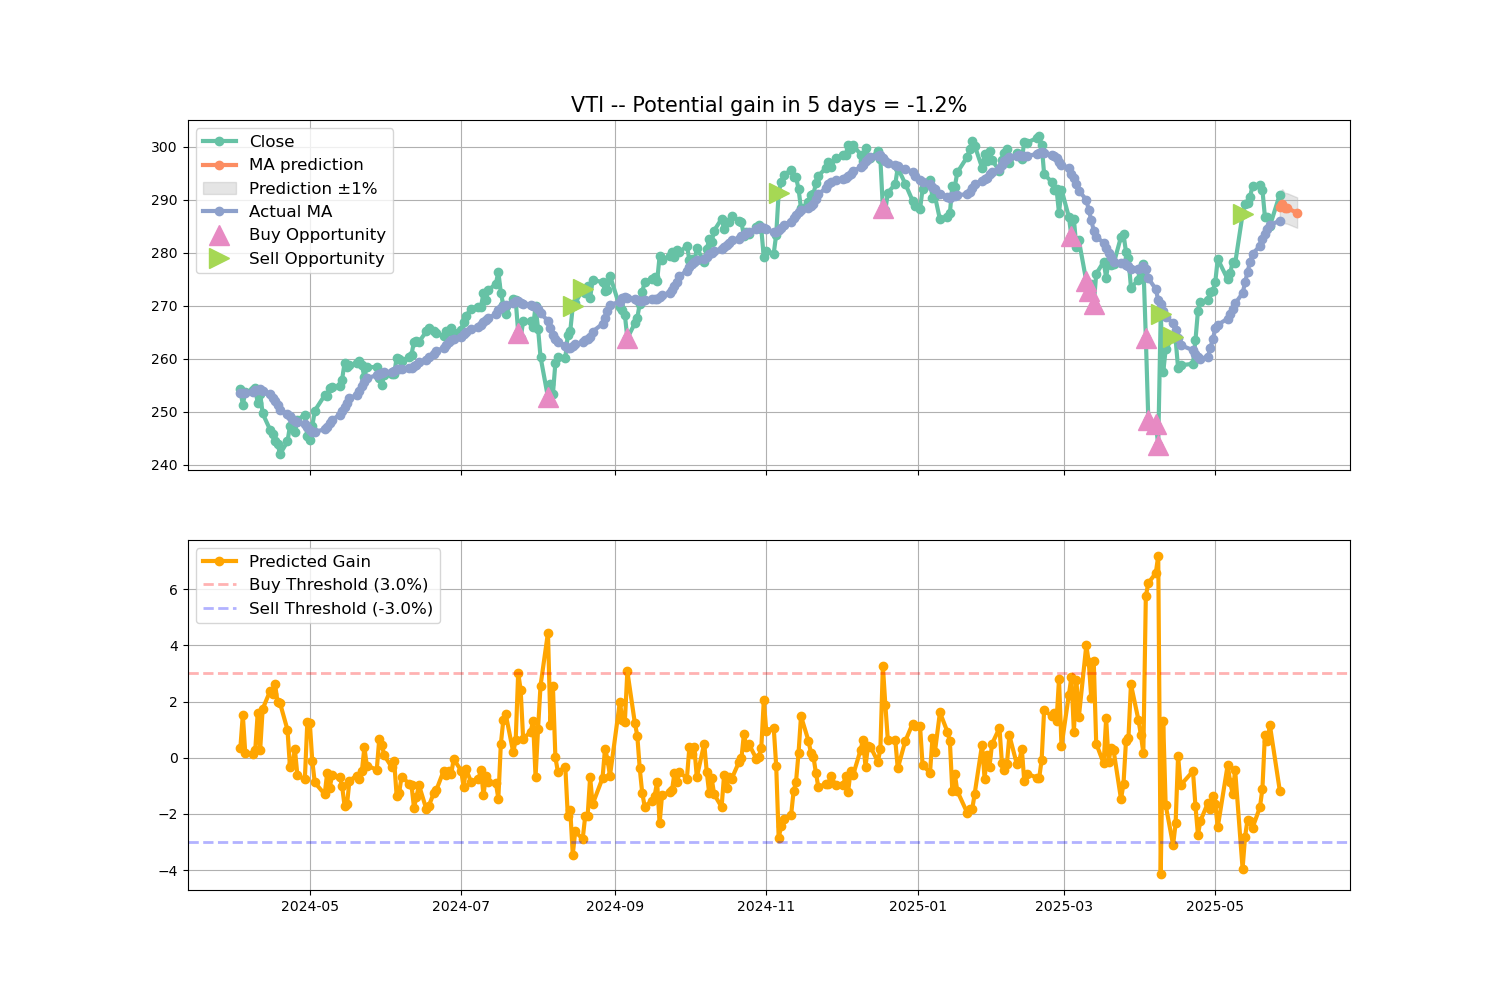 VTI -- Potential gain in 5 days = -1.2%
Close
MA prediction
Prediction ±1%
Actual MA
Buy Opportunity
Sell Opportunity
300
290
280
270
260
250
240
Predicted Gain
Buy Threshold (3.0%)
Sell Threshold (-3.0%)
6
4
2
0
−2
−4
2024-05 2024-07 2024-09 2024-11 2025-01 2025-03 2025-05